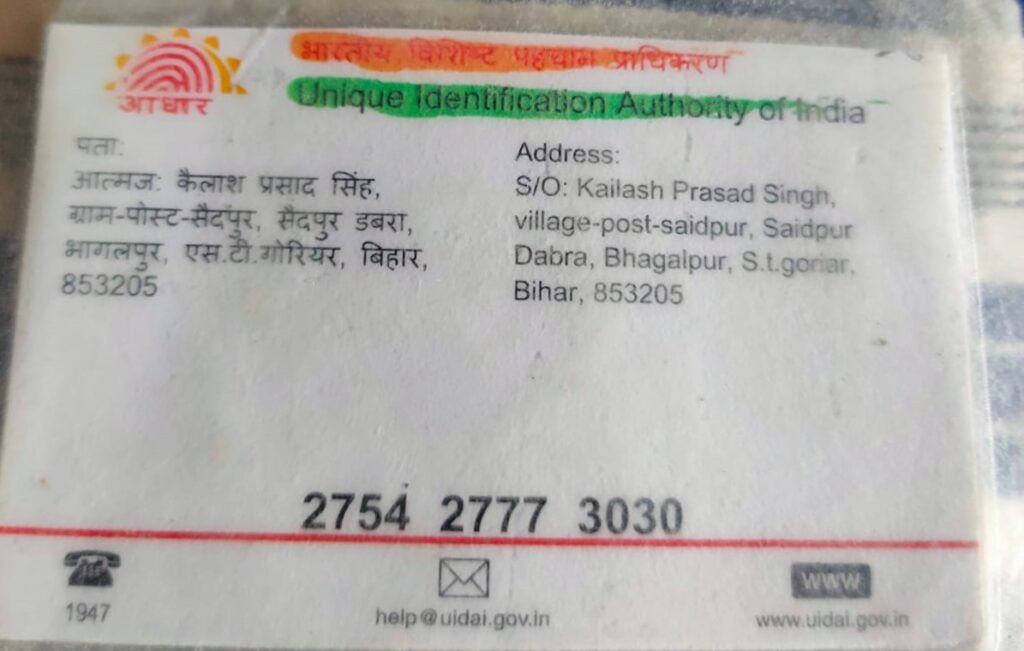 आधार
भारतीय विशिष्ट पहचान प्राधिकरण
Unique Identification Authority of India
पता:
आत्मज: कैलाश प्रसाद सिंह,
ग्राम-पोस्ट-सैदपुर, सैदपुर डबरा,
भागलपुर, एस.टी.गोरियर, बिहार,
853205
Address:
S/O: Kailash Prasad Singh,
village-post-saidpur, Saidpur
Dabra, Bhagalpur, S.t.goriar,
Bihar, 853205
2754 2777 3030
1947
help@uidai.gov.in
WWW
www.uidai.gov.in